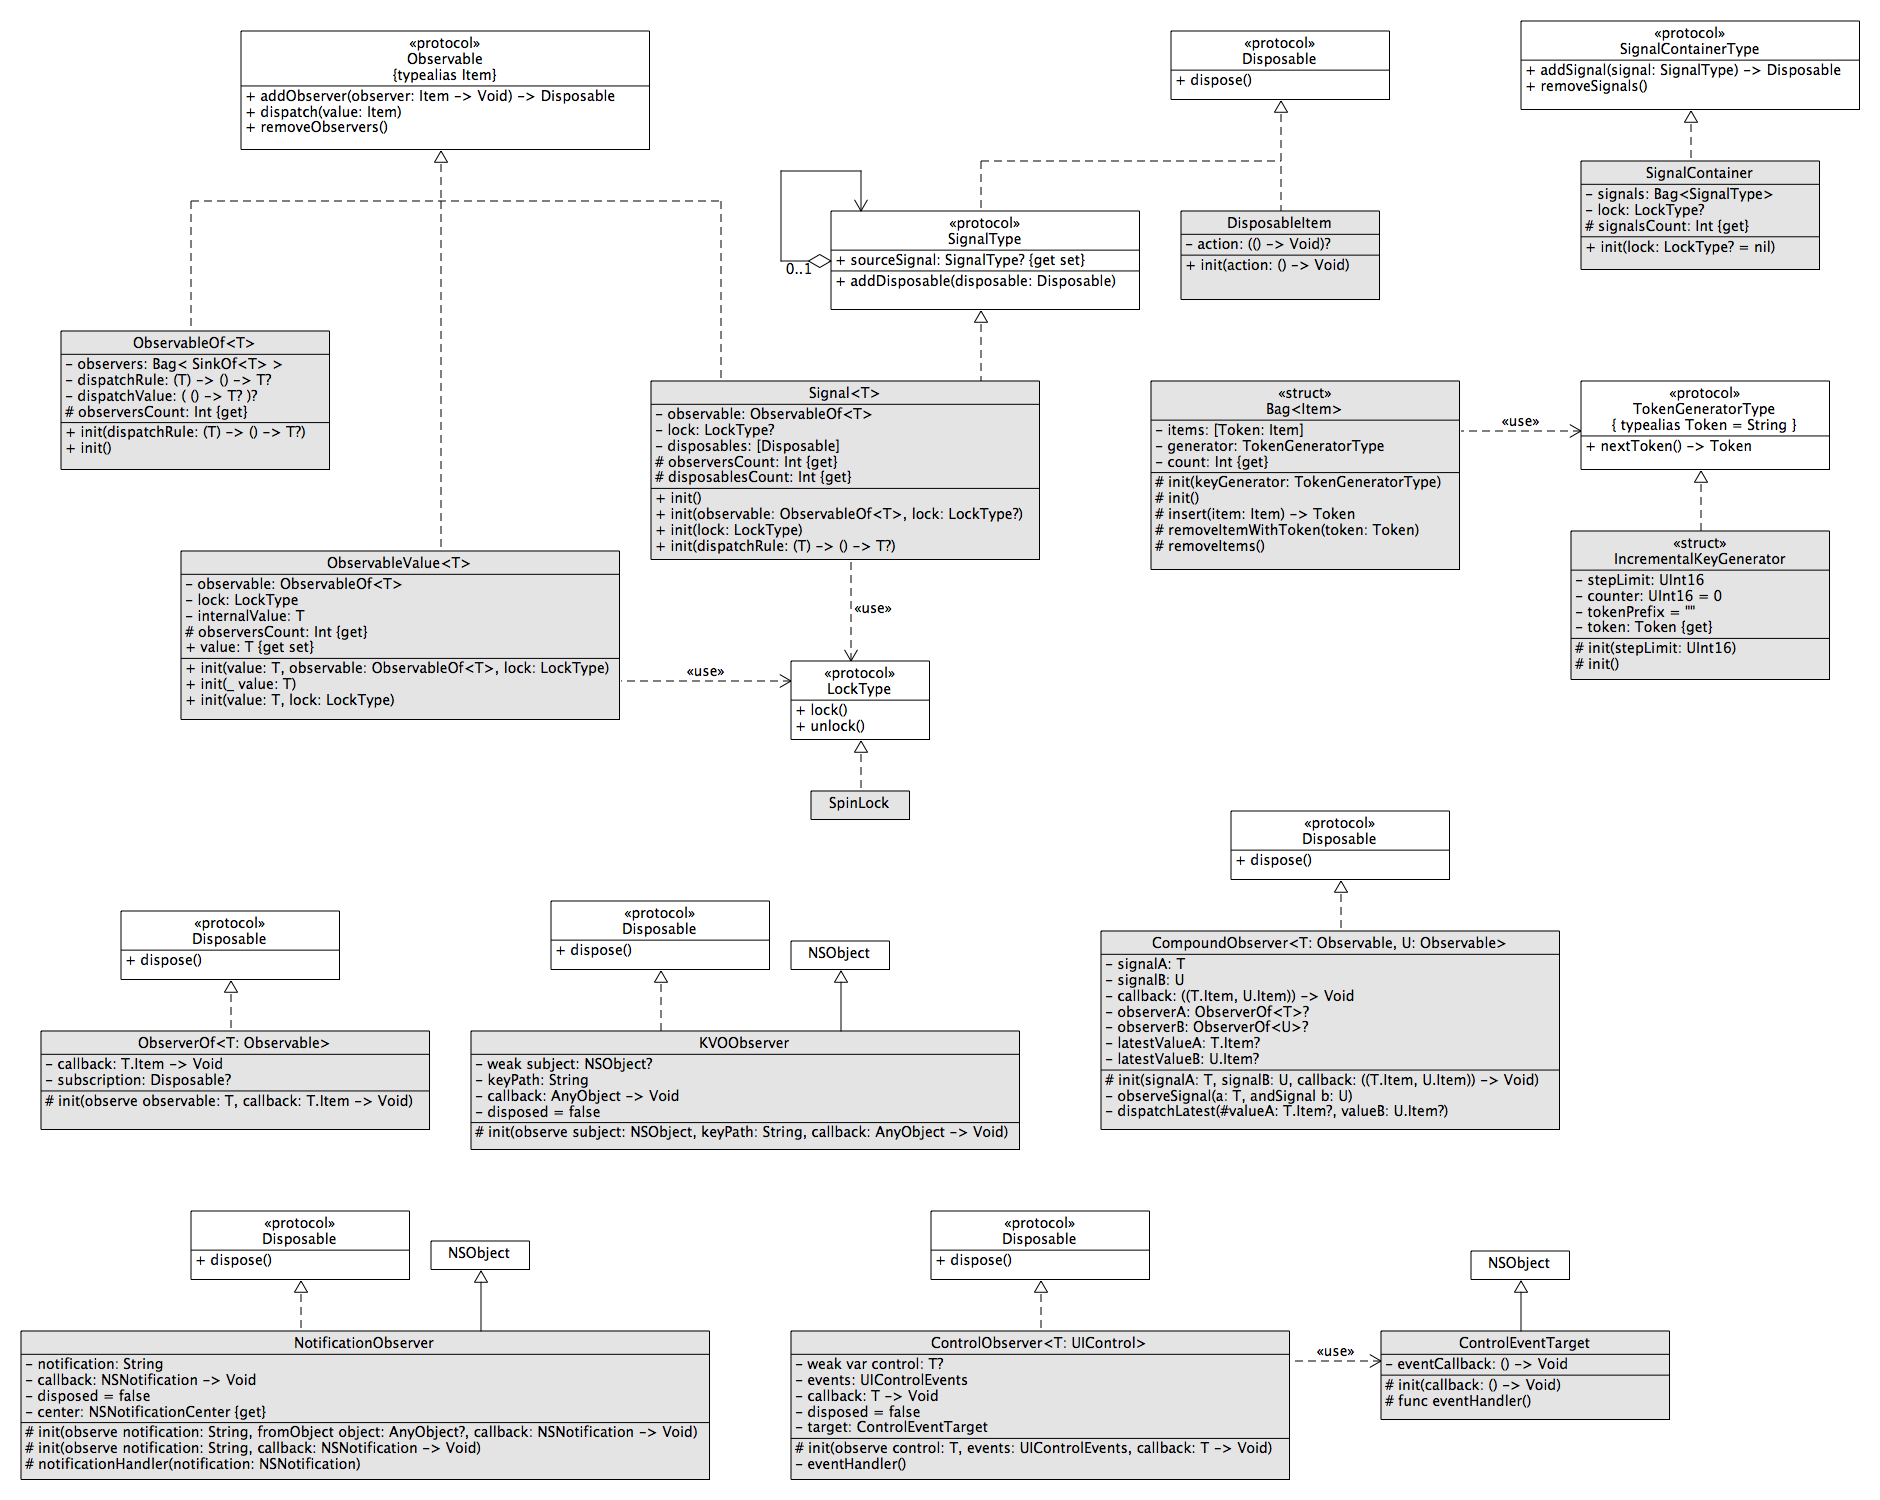 «protocol»
Observable
{typealias Item}
+ addObserver(observer: Item -> Void) -> Disposable
+ dispatch(value: Item)
+ removeObservers()
«protocol»
Disposable
+ dispose()
«protocol»
SignalContainerType
+ addSignal(signal: SignalType) -> Disposable
+ removeSignals()
SignalContainer
- signals: Bag<SignalType>
- lock: LockType?
# signalsCount: Int {get}
+ init(lock: LockType? = nil)
«protocol»
SignalType
+ sourceSignal: SignalType? {get set}
+ addDisposable(disposable: Disposable)
0..1
DisposableItem
- action: (() -> Void)?
+ init(action: () -> Void)
ObservableOf<T>
- observers: Bag< SinkOf<T> >
- dispatchRule: (T) -> () -> T?
- dispatchValue: ( () -> T? )?
# observersCount: Int {get}
+ init(dispatchRule: (T) -> () -> T?)
+ init()
Signal<T>
- observable: ObservableOf<T>
- lock: LockType?
- disposables: [Disposable]
# observersCount: Int {get}
# disposablesCount: Int {get}
+ init()
+ init(observable: ObservableOf<T>, lock: LockType?)
+ init(lock: LockType)
+ init(dispatchRule: (T) -> () -> T?)
«struct»
Bag<Item>
- items: [Token: Item]
- generator: TokenGeneratorType
- count: Int {get}
# init(keyGenerator: TokenGeneratorType)
# init()
# insert(item: Item) -> Token
# removeItemWithToken(token: Token)
# removeItems()
«use»
«protocol»
TokenGeneratorType
{ typealias Token = String }
+ nextToken() -> Token
«struct»
IncrementalKeyGenerator
- stepLimit: UInt16
- counter: UInt16 = 0
- tokenPrefix = ""
- token: Token {get}
# init(stepLimit: UInt16)
# init()
ObservableValue<T>
- observable: ObservableOf<T>
- lock: LockType
- internalValue: T
# observersCount: Int {get}
+ value: T {get set}
+ init(value: T, observable: ObservableOf<T>, lock: LockType)
+ init(_ value: T)
+ init(value: T, lock: LockType)
«use»
«use»
«protocol»
LockType
+ lock()
+ unlock()
SpinLock
«protocol»
Disposable
+ dispose()
ObserverOf<T: Observable>
- callback: T.Item -> Void
- subscription: Disposable?
# init(observe observable: T, callback: T.Item -> Void)
«protocol»
Disposable
+ dispose()
NSObject
KVOObserver
- weak subject: NSObject?
- keyPath: String
- callback: AnyObject -> Void
- disposed = false
# init(observe subject: NSObject, keyPath: String, callback: AnyObject -> Void)
«protocol»
Disposable
+ dispose()
CompoundObserver<T: Observable, U: Observable>
- signalA: T
- signalB: U
- callback: ((T.Item, U.Item)) -> Void
- observerA: ObserverOf<T>?
- observerB: ObserverOf<U>?
- latestValueA: T.Item?
- latestValueB: U.Item?
# init(signalA: T, signalB: U, callback: ((T.Item, U.Item)) -> Void)
- observeSignal(a: T, andSignal b: U)
- dispatchLatest(#valueA: T.Item?, valueB: U.Item?)
«protocol»
Disposable
+ dispose()
NSObject
NotificationObserver
- notification: String
- callback: NSNotification -> Void
- disposed = false
- center: NSNotificationCenter {get}
# init(observe notification: String, fromObject object: AnyObject?, callback: NSNotification -> Void)
# init(observe notification: String, callback: NSNotification -> Void)
# notificationHandler(notification: NSNotification)
«protocol»
Disposable
+ dispose()
ControlObserver<T: UIControl>
- weak var control: T?
- events: UIControlEvents
- callback: T -> Void
- disposed = false
- target: ControlEventTarget
# init(observe control: T, events: UIControlEvents, callback: T -> Void)
- eventHandler()
«use»
NSObject
ControlEventTarget
- eventCallback: () -> Void
# init(callback: () -> Void)
# func eventHandler()